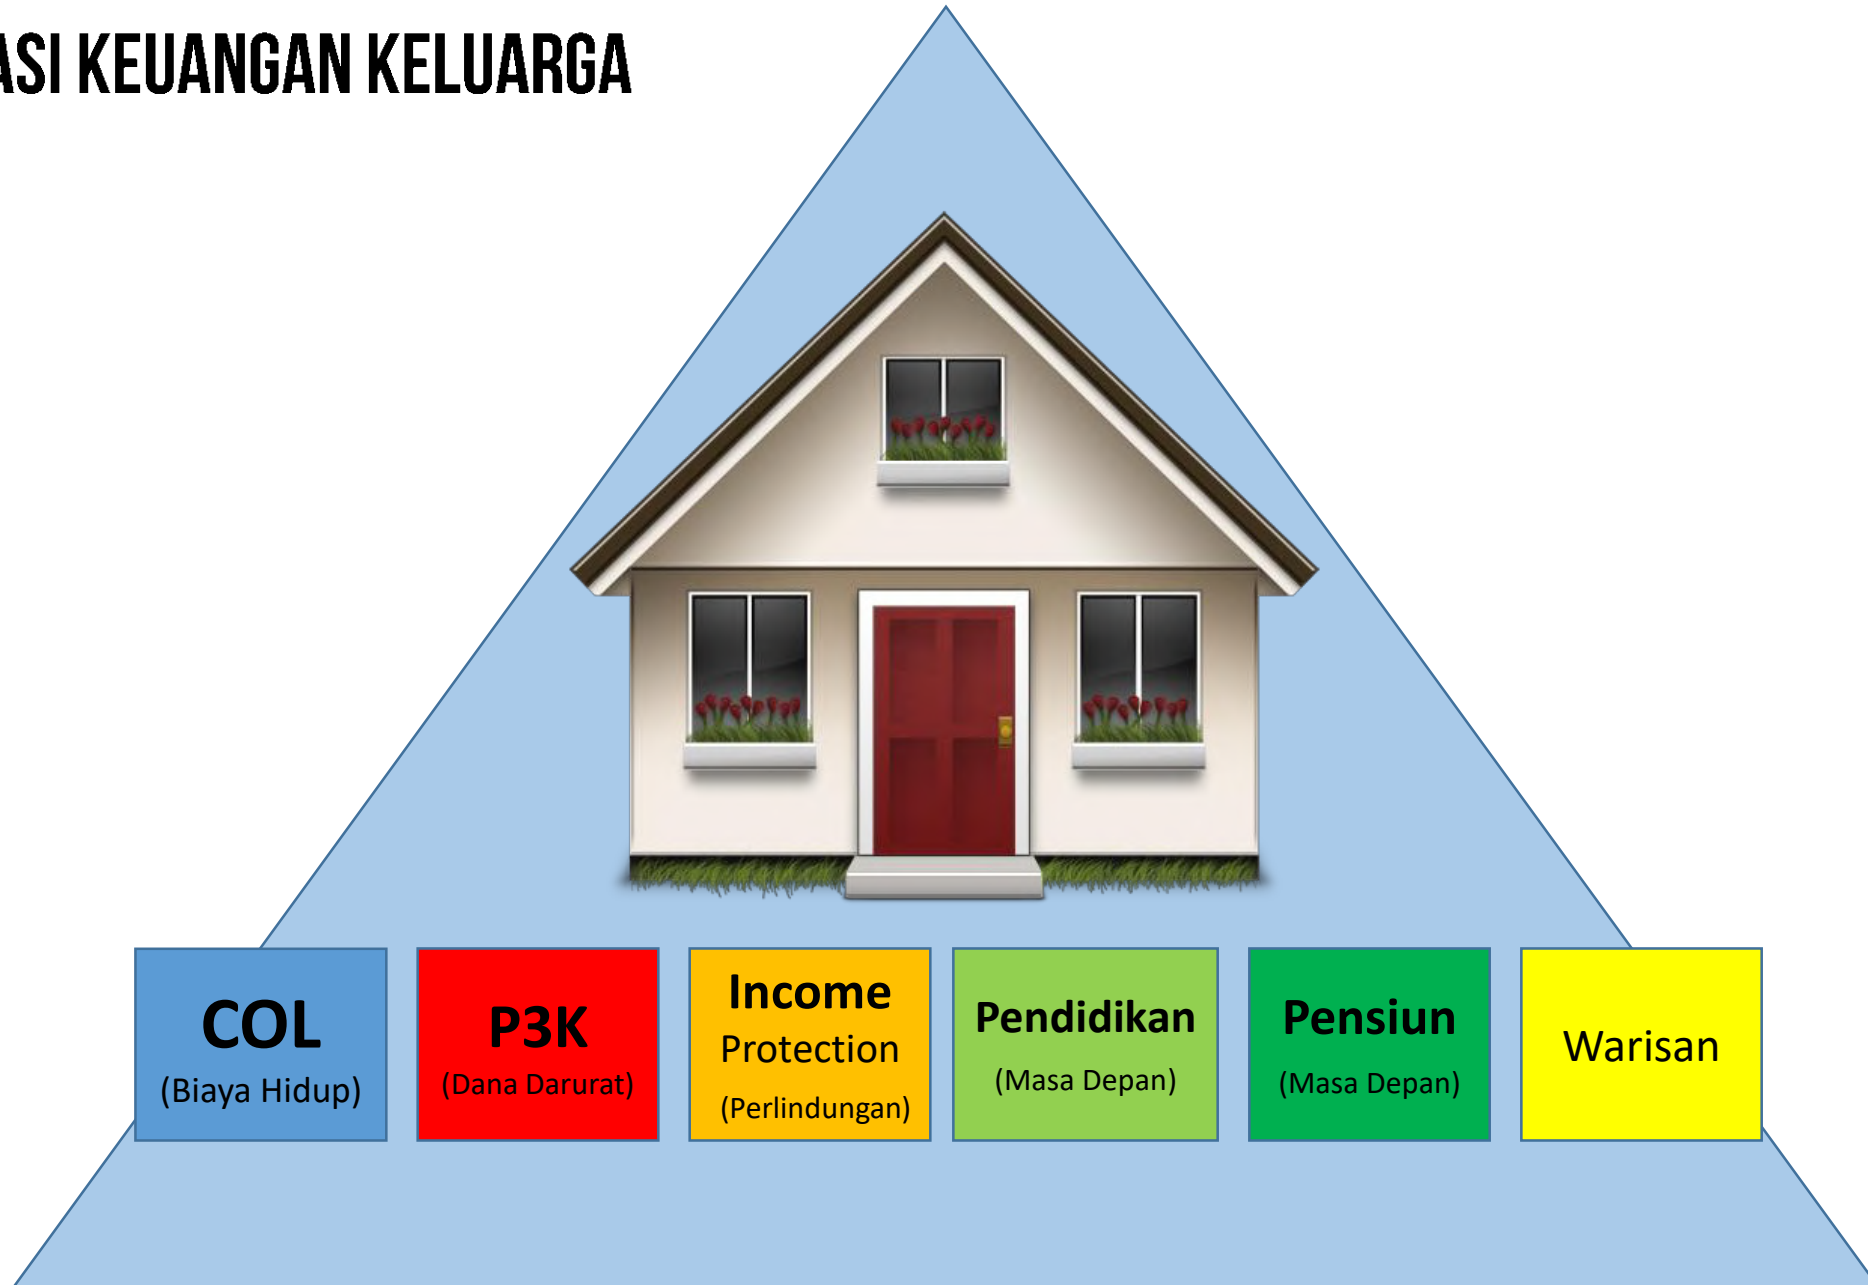 ASI KEUANGAN KELUARGA
COL
(Biaya Hidup)
P3K
(Dana Darurat)
Income
Protection
(Perlindungan)
Pendidikan
(Masa Depan)
Pensiun
(Masa Depan)
Warisan